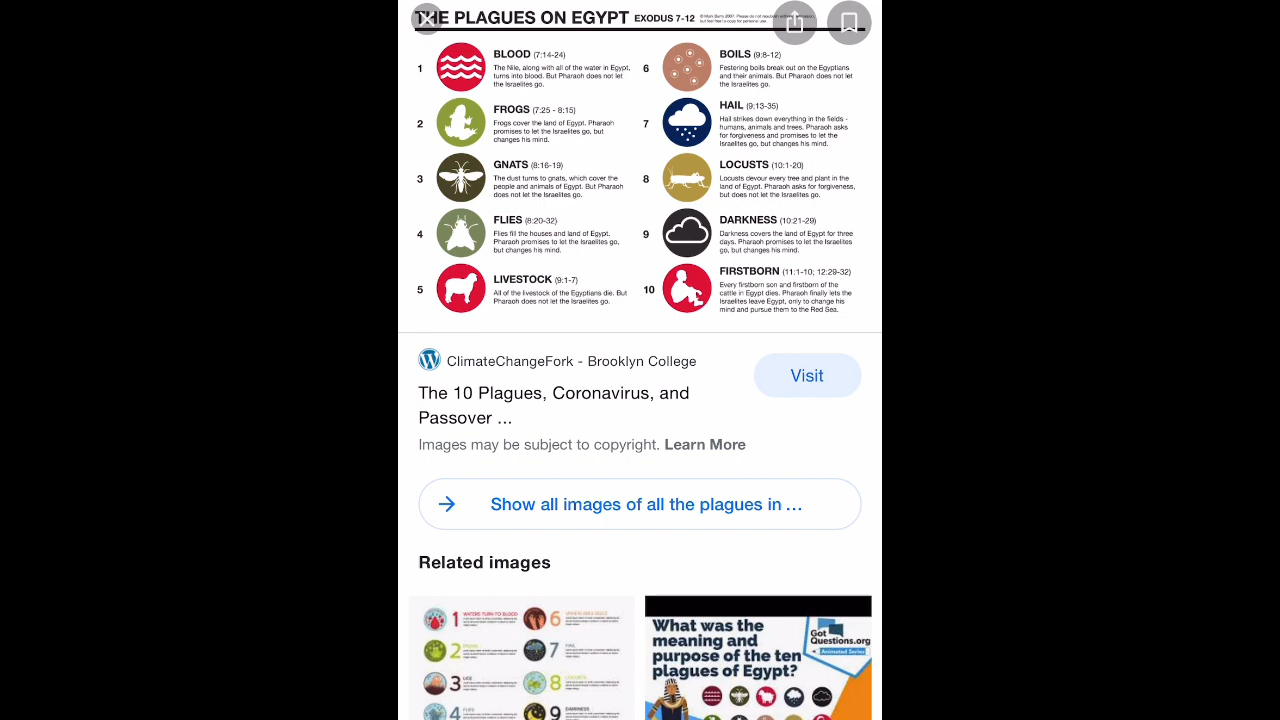 THE PLAGUES ON EGYPT EXODUS 7-12
1
BLOOD (7:14-24)
The Nile, along with all of the water in Egypt,
turns into blood. But Pharaoh does not let
the Israelites go.
2
FROGS (7:25 - 8:15)
Frogs cover the land of Egypt. Pharaoh
promises to let the Israelites go, but
changes his mind.
3
GNATS (8:16-19)
The dust turns to gnats, which cover the
people and animals of Egypt. But Pharaoh
does not let the Israelites go.
4
FLIES (8:20-32)
Flies fill the houses and land of Egypt.
Pharaoh promises to let the Israelites go,
but changes his mind.
5
LIVESTOCK (9:1-7)
All of the livestock of the Egyptians die. But
Pharaoh does not let the Israelites go.
6
BOILS (9:8-12)
Festering boils break out on the Egyptians
and their animals. But Pharaoh does not let
the Israelites go.
7
HAIL (9:13-35)
Hail strikes down everything in the fields -
humans, animals and trees. Pharaoh asks
for forgiveness and promises to let the
Israelites go, but changes his mind.
8
LOCUSTS (10:1-20)
Locusts devour every tree and plant in the
land of Egypt. Pharaoh asks for forgiveness,
but does not let the Israelites go.
9
DARKNESS (10:21-29)
Darkness covers the land of Egypt for three
days. Pharaoh promises to let the Israelites
go, but changes his mind.
10
FIRSTBORN (11:1-10; 12:29-32)
Every firstborn son and firstborn of the
cattle in Egypt dies. Pharaoh finally lets the
Israelites leave Egypt, only to change his
mind and pursue them to the Red Sea.
ClimateChangeFork - Brooklyn College
Visit
The 10 Plagues, Coronavirus, and
Passover ...
Images may be subject to copyright. Learn More
Show all images of all the plagues in ...
Related images
1 WATERS TURN TO BLOOD
2
3 LICE
4 FLIES
6
7 HAIL
8 LOCUSTS
9 DARKNESS
What was the
meaning and
purpose of the ten
plagues of Egypt?
Got
Questions.org
Animated Series